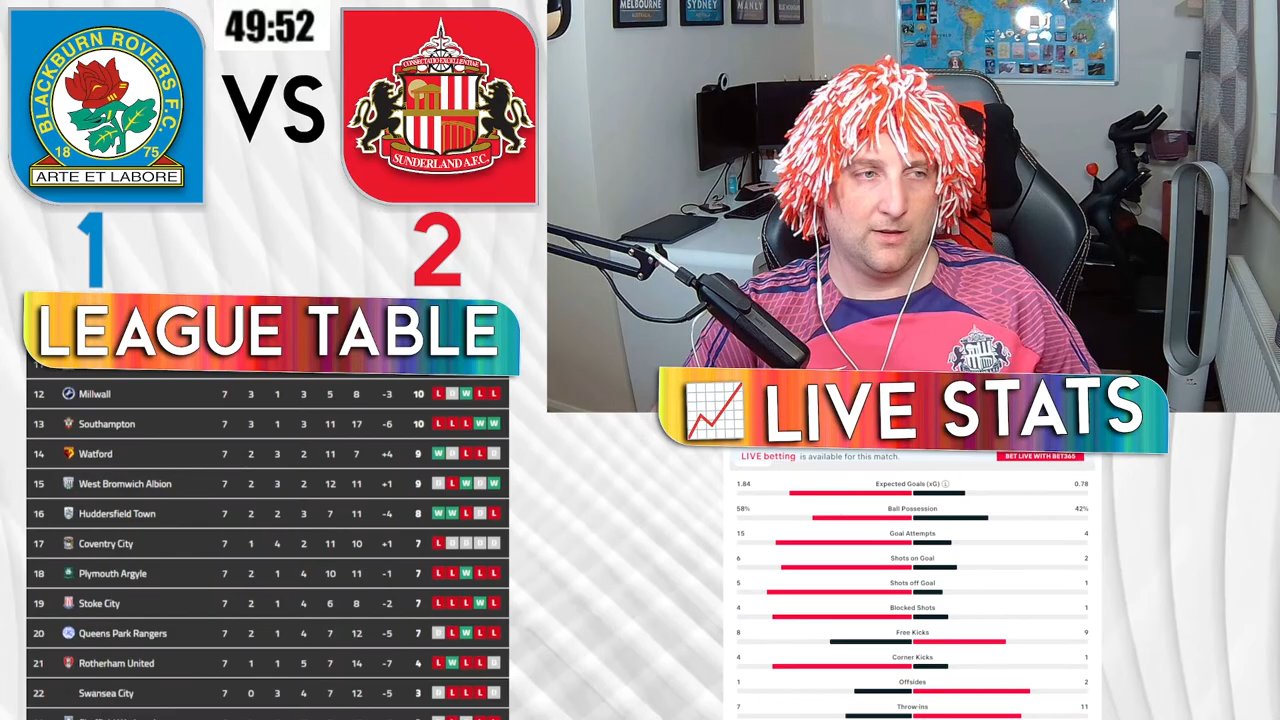 BLACKBURN ROVERS F.C.
18 75
ARTE ET LABORE
49:52
VS
CONSECTATIO EXCELLENTIAE
SUNDERLAND A.F.C.
1
2
MELBOURNE
AUSTRALIA
SYDNEY
MANLY
LEAGUE TABLE
12 Millwall 7 3 1 3 5 8 -3 10 L D W L L
13 Southampton 7 3 1 3 11 17 -6 10 L L L W W
14 Watford 7 2 3 2 11 7 +4 9 W D L L D
15 West Bromwich Albion 7 2 3 2 12 11 +1 9 D L W D W
16 Huddersfield Town 7 2 2 3 7 11 -4 8 W W L D L
17 Coventry City 1 4 2 11 10 +1 7 L D D D D
18 Plymouth Argyle 7 2 1 4 10 11 -1 7 L L W L L
19 Stoke City 7 2 1 4 6 8 -2 7 L L L W L
20 Queens Park Rangers 7 2 1 4 7 12 -5 7 D L W L L
21 Rotherham United 7 1 1 5 7 14 -7 4 L W L L D
22 Swansea City 7 0 3 4 7 12 -5 3 D L L L D
LIVE STATS
LIVE betting is available for this match.
BET LIVE WITH BET365
1.84 Expected Goals (xG) 0.78
58% Ball Possession 42%
15 Goal Attempts 4
6 Shots on Goal 2
5 Shots off Goal 1
4 Blocked Shots 1
8 Free Kicks 9
4 Corner Kicks 1
1 Offsides 2
7 Throw-ins 11